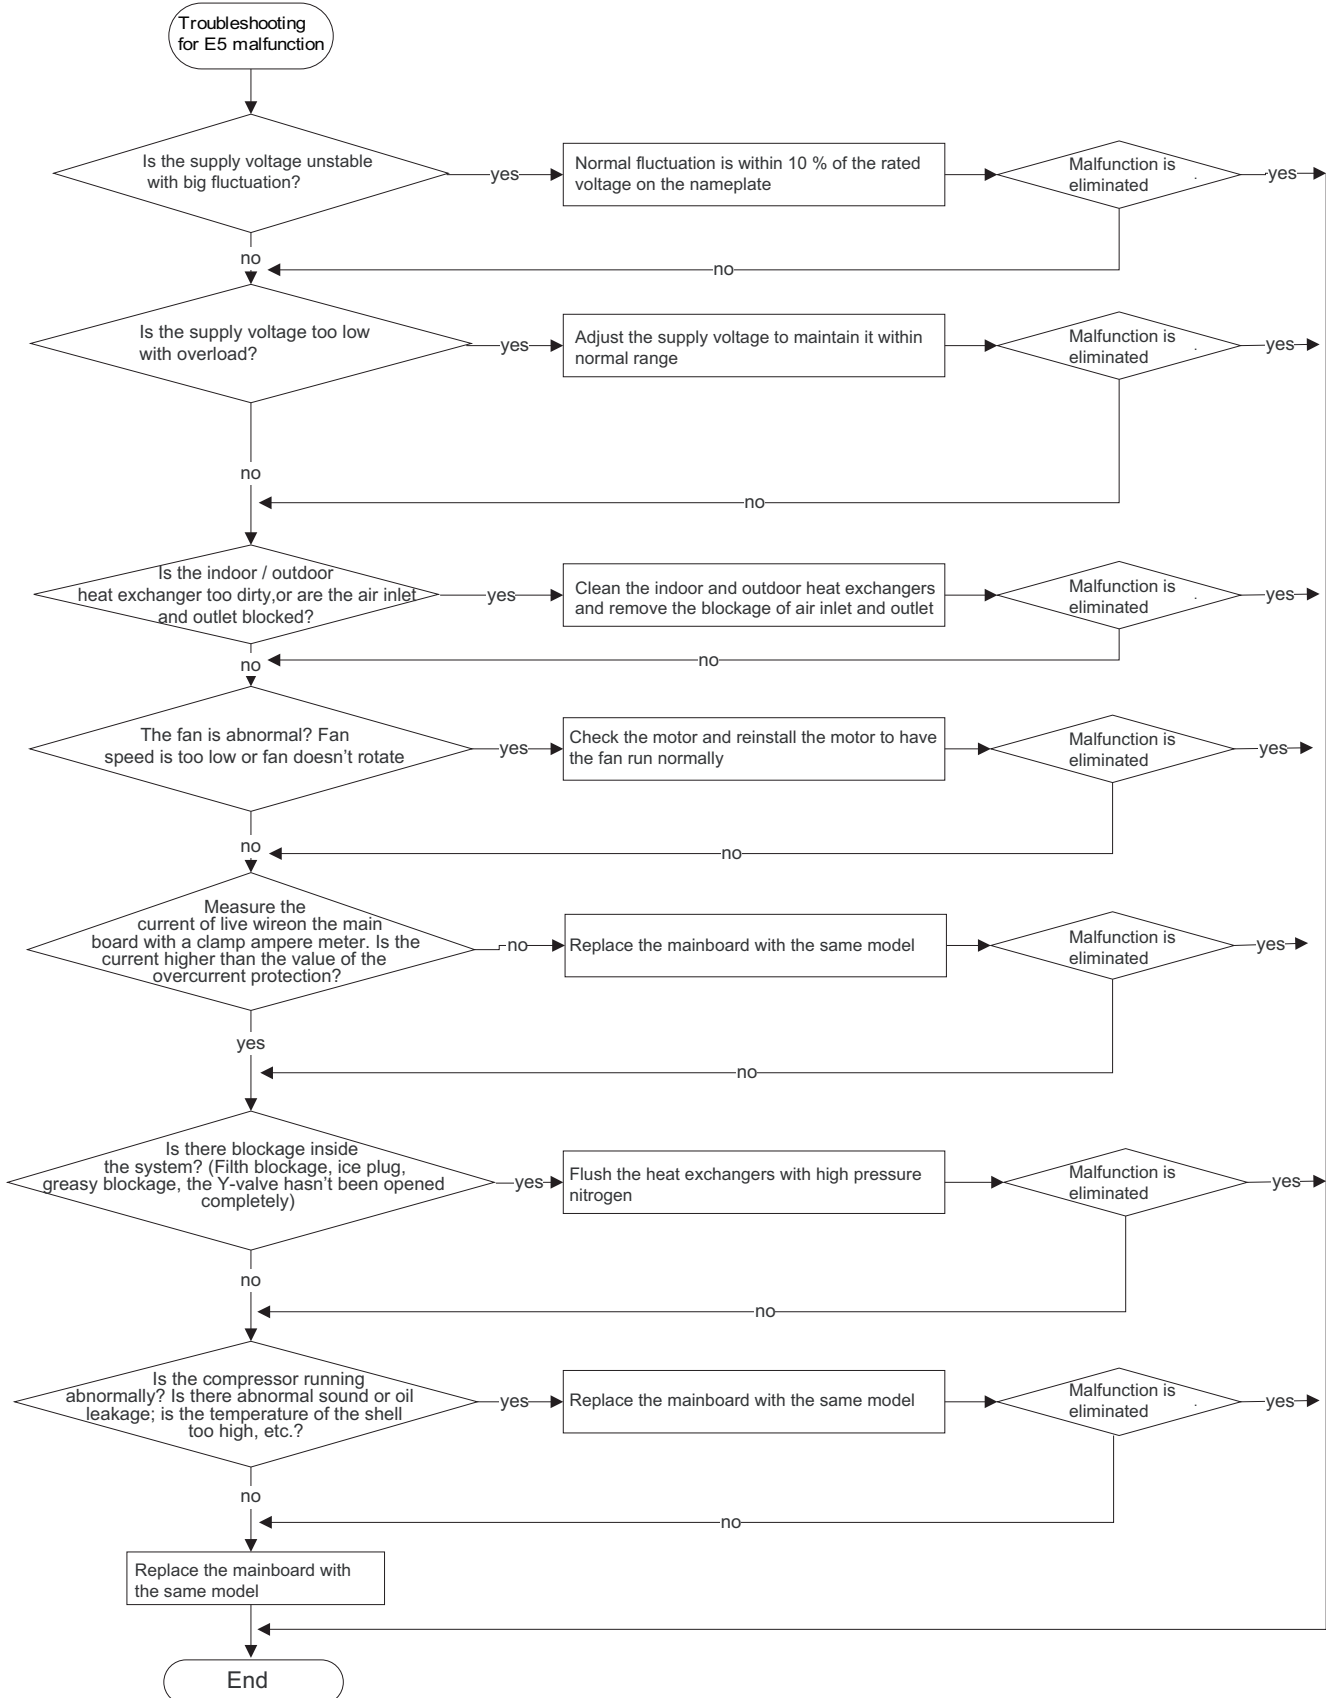 Troubleshooting
for E5 malfunction
Is the supply voltage unstable
with big fluctuation?
yes
Normal fluctuation is within 10 % of the rated
voltage on the nameplate
Malfunction is
eliminated
yes
no
no
Is the supply voltage too low
with overload?
yes
Adjust the supply voltage to maintain it within
normal range
Malfunction is
eliminated
yes
no
no
Is the indoor / outdoor
heat exchanger too dirty,or are the air inlet
and outlet blocked?
yes
Clean the indoor and outdoor heat exchangers
and remove the blockage of air inlet and outlet
Malfunction is
eliminated
yes
no
no
The fan is abnormal? Fan
speed is too low or fan doesn't rotate
yes
Check the motor and reinstall the motor to have
the fan run normally
Malfunction is
eliminated
yes
no
no
Measure the
current of live wireon the main
board with a clamp ampere meter. Is the
current higher than the value of the
overcurrent protection?
no
Replace the mainboard with the same model
Malfunction is
eliminated
yes
yes
no
Is there blockage inside
the system? (Filth blockage, ice plug,
greasy blockage, the Y-valve hasn't been opened
completely)
yes
Flush the heat exchangers with high pressure
nitrogen
Malfunction is
eliminated
yes
no
no
Is the compressor running
abnormally? Is there abnormal sound or oil
leakage; is the temperature of the shell
too high, etc.?
yes
Replace the mainboard with the same model
Malfunction is
eliminated
yes
no
no
Replace the mainboard with
the same model
End